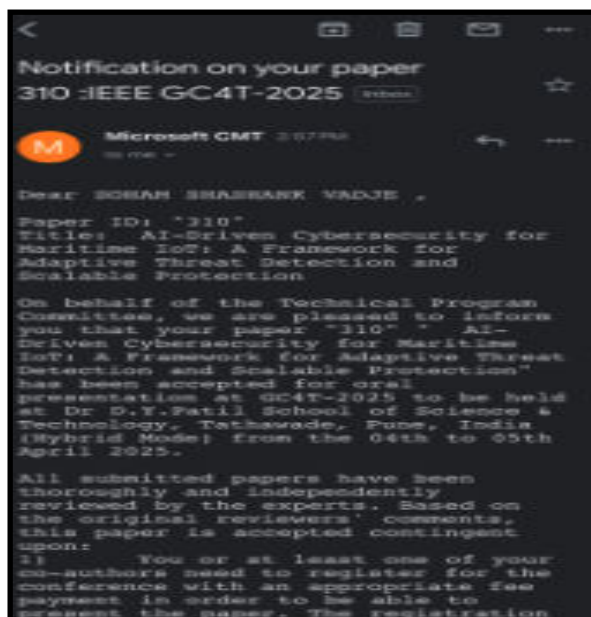 Notification on your paper
310 :IEEE GC4T-2025 Inbox
M
Microsoft CMT 2:07 PM
to me
Dear SOHAM SHASHANK VADJE ,
Paper ID: "310"
Title: AI-Driven Cybersecurity for
Maritime IoT: A Framework for
Adaptive Threat Detection and
Scalable Protection
On behalf of the Technical Program
Committee, we are pleased to inform
you that your paper "310" " AI-
Driven Cybersecurity for Maritime
IoT: A Framework for Adaptive Threat
Detection and Scalable Protection"
has been accepted for oral
presentation at GC4T-2025 to be held
at Dr D.Y.Patil School of Science &
Technology, Tathawade, Pune, India
(Hybrid Mode) from the 04th to 05th
April 2025.
All submitted papers have been
thoroughly and independently
reviewed by the experts. Based on
the original reviewers' comments,
this paper is accepted contingent
upon:
1) You or at least one of your
co-authors need to register for the
conference with an appropriate fee
payment in order to be able to
present the paper. The registration